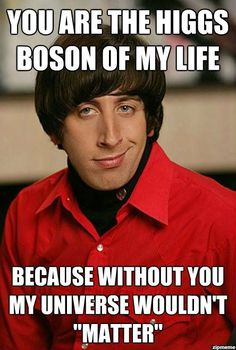 YOU ARE THE HIGGS
BOSON OF MY LIFE
BECAUSE WITHOUT YOU
MY UNIVERSE WOULDN'T
"MATTER"
zipmeme